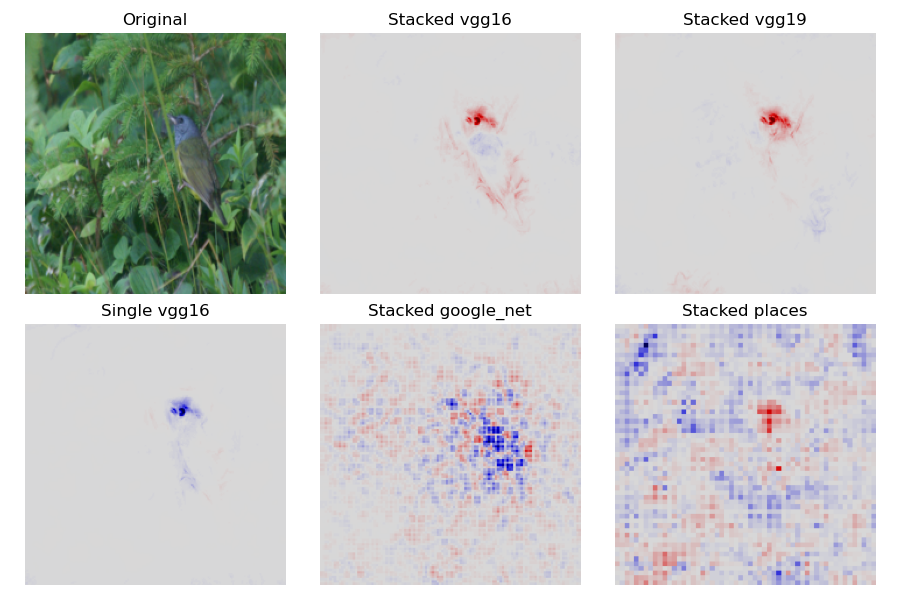 Original
Stacked vgg16
Stacked vgg19
Single vgg16
Stacked google_net
Stacked places